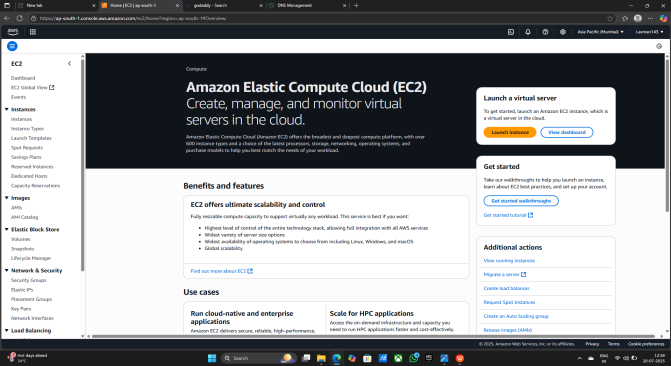 New tab
Home | EC2 | ap-south-1
godaddy - Search
DNS Management
https://ap-south-1.console.aws.amazon.com/ec2/home?region=ap-south-1#Overview:
aws
Asia Pacific (Mumbai)
Laxman143
EC2
Dashboard
EC2 Global View
Events
Instances
Instances
Instance Types
Launch Templates
Spot Requests
Savings Plans
Reserved Instances
Dedicated Hosts
Capacity Reservations
Images
AMIs
AMI Catalog
Elastic Block Store
Volumes
Snapshots
Lifecycle Manager
Network & Security
Security Groups
Elastic IPs
Placement Groups
Key Pairs
Network Interfaces
Load Balancing
Compute
Amazon Elastic Compute Cloud (EC2)
Create, manage, and monitor virtual
servers in the cloud.
Amazon Elastic Compute Cloud (Amazon EC2) offers the broadest and deepest compute platform, with over
600 instance types and a choice of the latest processors, storage, networking, operating systems, and
purchase models to help you best match the needs of your workload.
Launch a virtual server
To get started, launch an Amazon EC2 instance, which is
a virtual server in the cloud.
Launch instance
View dashboard
Get started
Take our walkthroughs to help you launch an instance,
learn about EC2 best practices, and set up your account.
Get started walkthroughs
Get started tutorial
Additional actions
View running instances
Migrate a server
Create load balancer
Request Spot Instances
Create an Auto Scaling group
Browse images (AMIs)
Benefits and features
EC2 offers ultimate scalability and control
Fully resizable compute capacity to support virtually any workload. This service is best if you want:
Highest level of control of the entire technology stack, allowing full integration with all AWS services
Widest variety of server size options
Widest availability of operating systems to choose from including Linux, Windows, and macOS
Global scalability
Find out more about EC2
Use cases
Run cloud-native and enterprise
applications
Amazon EC2 delivers secure, reliable, high-performance,
Scale for HPC applications
Access the on-demand infrastructure and capacity you
need to run HPC applications faster and cost-effectively.
© 2025, Amazon Web Services, Inc. or its affiliates.
Privacy
Terms
Cookie preferences
Hot days ahead
34°C
Search
ENG
IN
12:59
20-07-2025